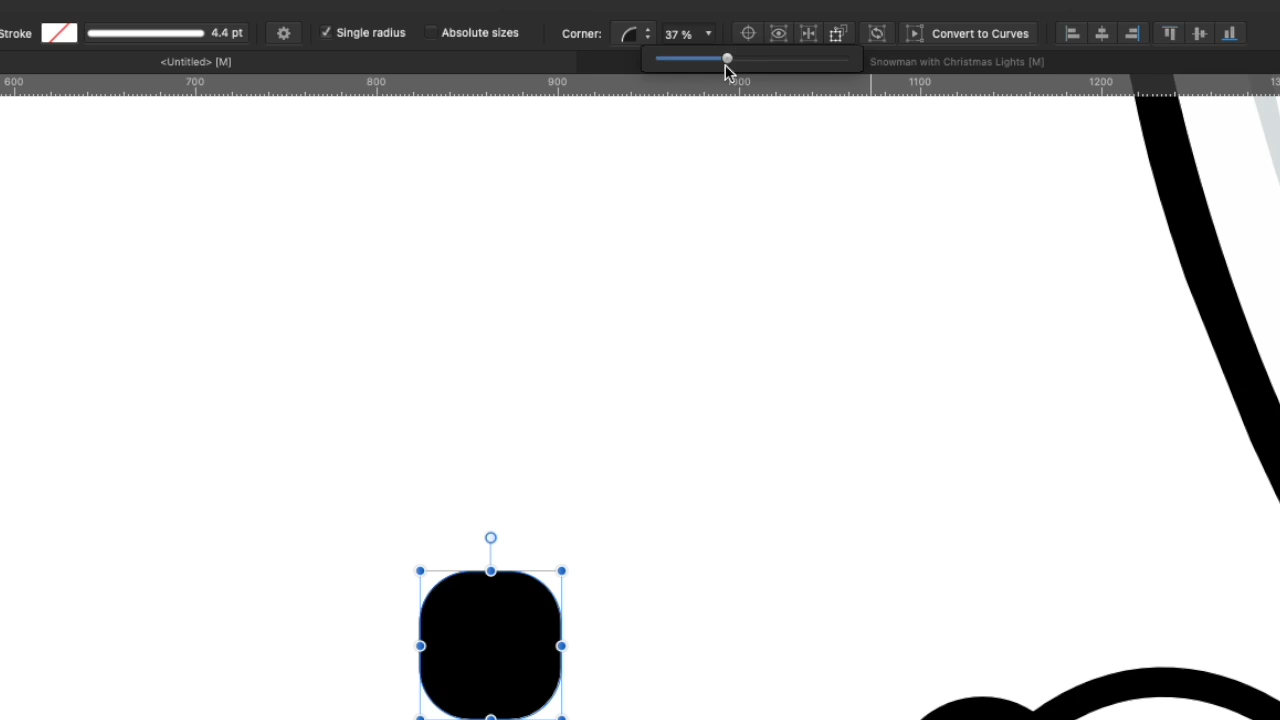 Stroke 4.4 pt Single radius Absolute sizes Corner: 37 % Convert to Curves
<Untitled> [M] Snowman with Christmas Lights [M]
600 700 800 900 1100 1200